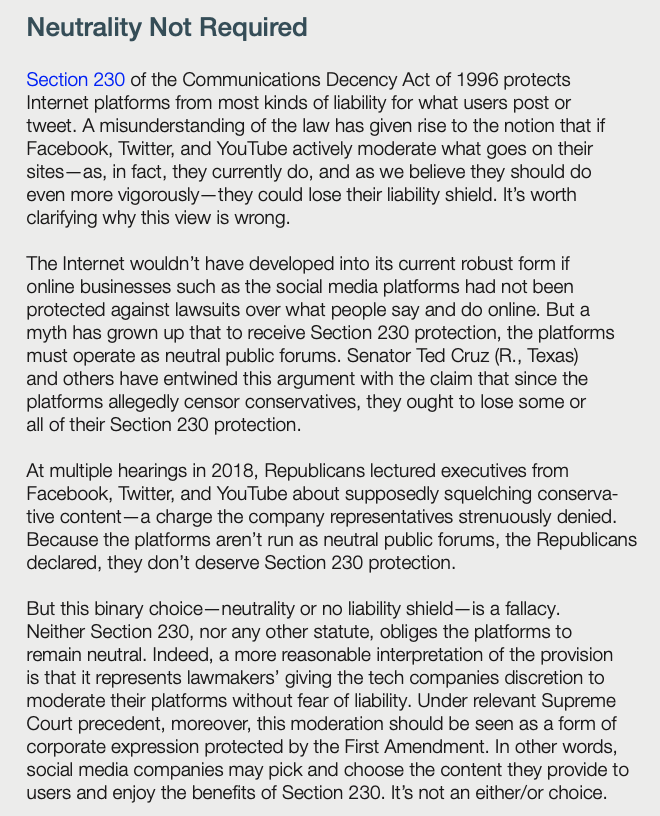 Neutrality Not Required
Section 230 of the Communications Decency Act of 1996 protects
Internet platforms from most kinds of liability for what users post or
tweet. A misunderstanding of the law has given rise to the notion that if
Facebook, Twitter, and YouTube actively moderate what goes on their
sites—as, in fact, they currently do, and as we believe they should do
even more vigorously—they could lose their liability shield. It’s worth
clarifying why this view is wrong.
The Internet wouldn’t have developed into its current robust form if
online businesses such as the social media platforms had not been
protected against lawsuits over what people say and do online. But a
myth has grown up that to receive Section 230 protection, the platforms
must operate as neutral public forums. Senator Ted Cruz (R., Texas)
and others have entwined this argument with the claim that since the
platforms allegedly censor conservatives, they ought to lose some or
all of their Section 230 protection.
At multiple hearings in 2018, Republicans lectured executives from
Facebook, Twitter, and YouTube about supposedly squelching conserva-
tive content—a charge the company representatives strenuously denied.
Because the platforms aren’t run as neutral public forums, the Republicans
declared, they don’t deserve Section 230 protection.
But this binary choice—neutrality or no liability shield—is a fallacy.
Neither Section 230, nor any other statute, obliges the platforms to
remain neutral. Indeed, a more reasonable interpretation of the provision
is that it represents lawmakers’ giving the tech companies discretion to
moderate their platforms without fear of liability. Under relevant Supreme
Court precedent, moreover, this moderation should be seen as a form of
corporate expression protected by the First Amendment. In other words,
social media companies may pick and choose the content they provide to
users and enjoy the benefits of Section 230. It’s not an either/or choice.